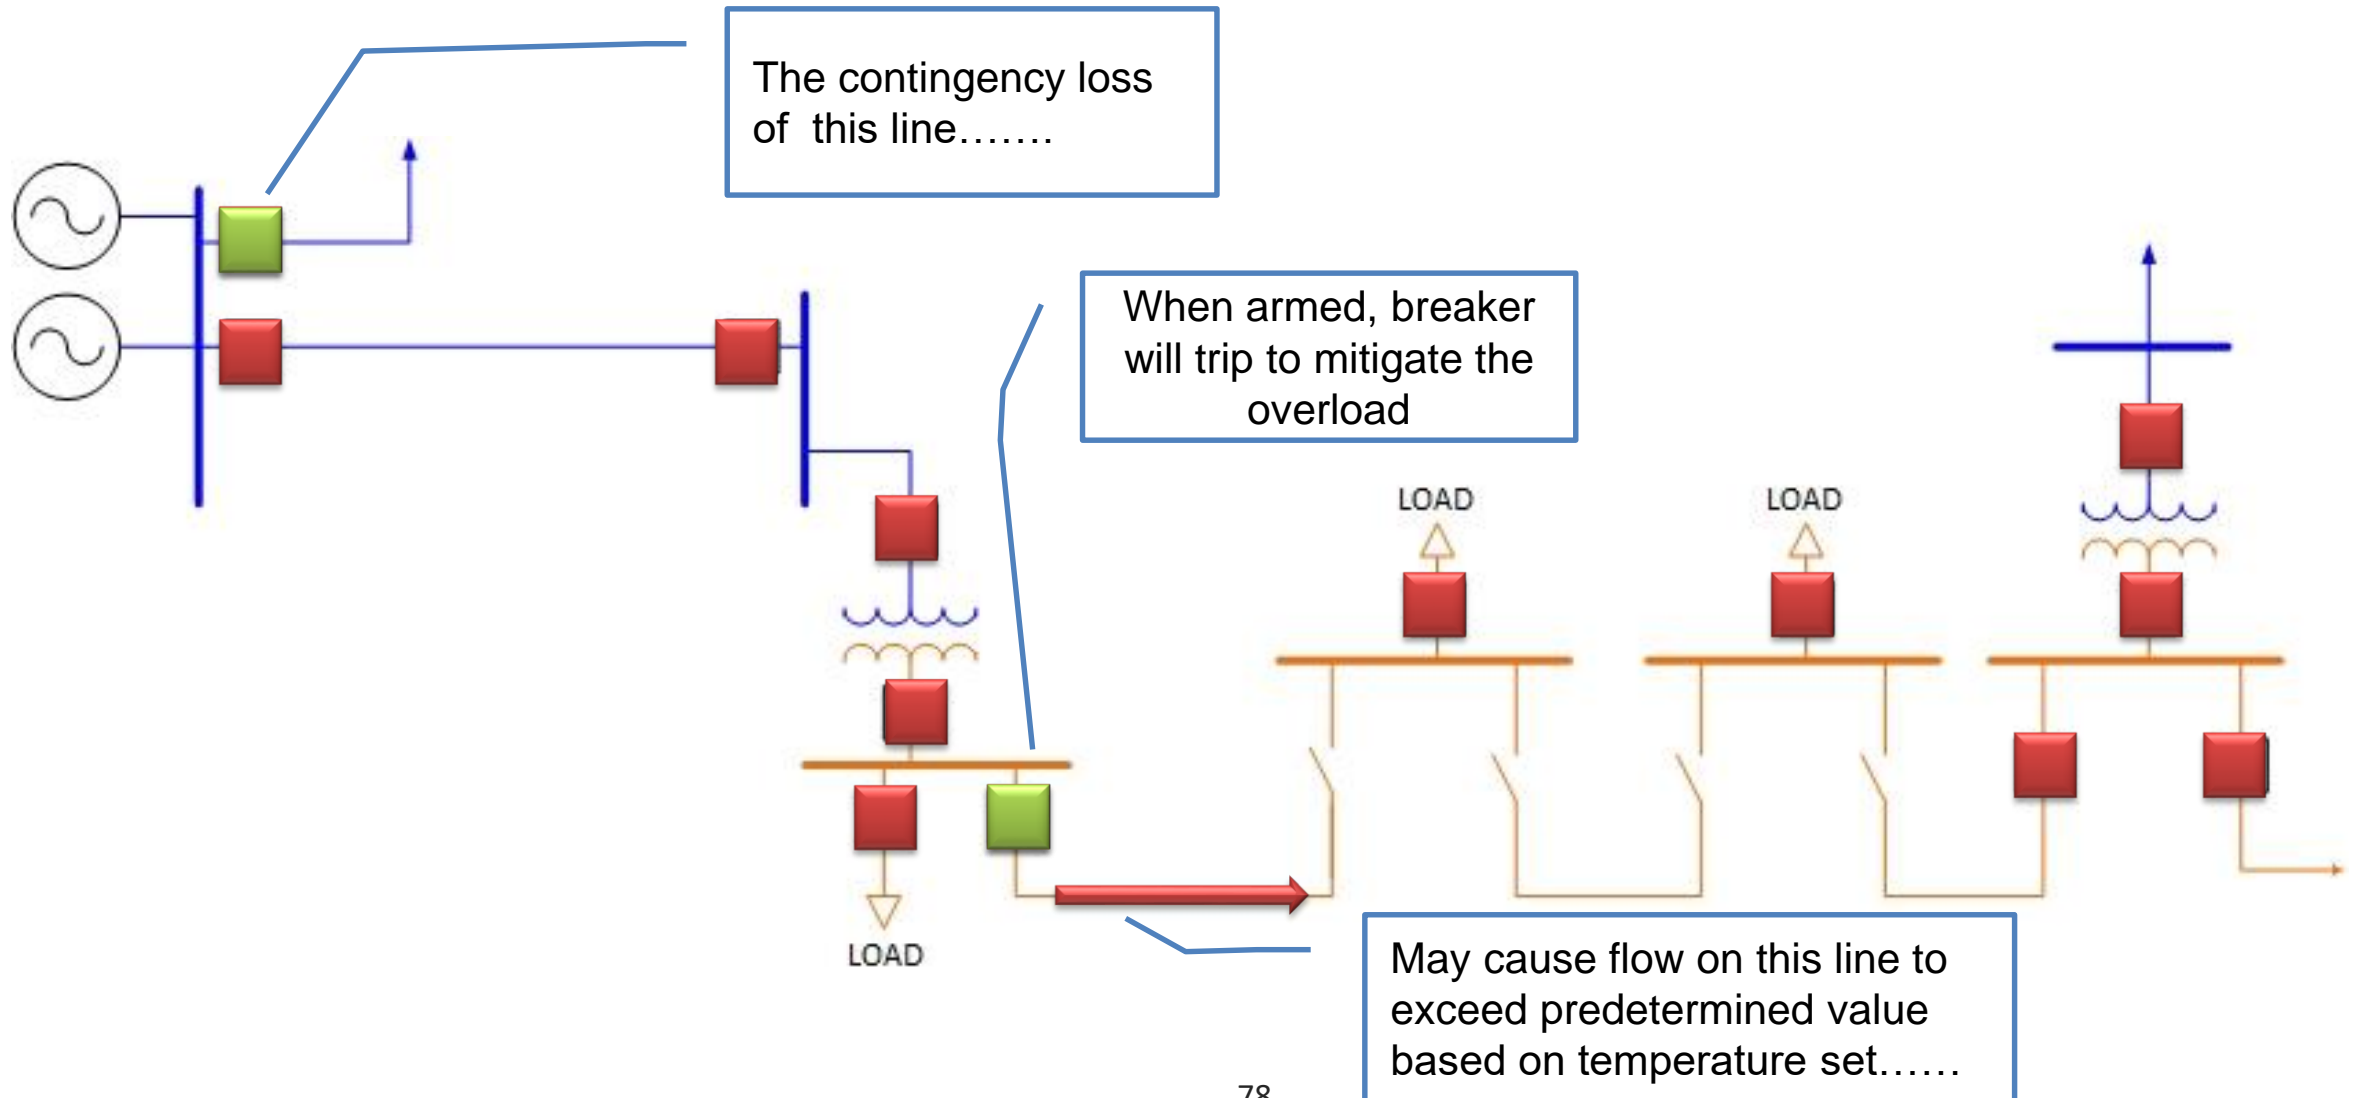 The contingency loss
of  this line…….
When armed, breaker
will trip to mitigate the
overload
LOAD
LOAD
LOAD
May cause flow on this line to
exceed predetermined value
based on temperature set……
78